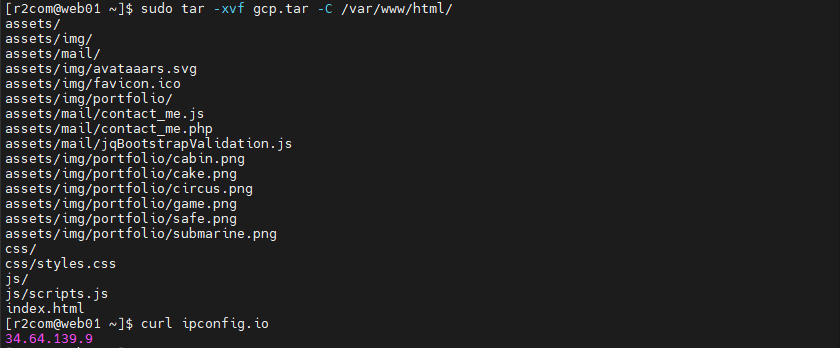 [r2com@web01 ~]$ sudo tar -xvf gcp.tar -C /var/www/html/
assets/
assets/img/
assets/mail/
assets/img/avataaars.svg
assets/img/favicon.ico
assets/img/portfolio/
assets/mail/contact_me.js
assets/mail/contact_me.php
assets/mail/jqBootstrapValidation.js
assets/img/portfolio/cabin.png
assets/img/portfolio/cake.png
assets/img/portfolio/circus.png
assets/img/portfolio/game.png
assets/img/portfolio/safe.png
assets/img/portfolio/submarine.png
css/
css/styles.css
js/
js/scripts.js
index.html
[r2com@web01 ~]$ curl ipconfig.io
34.64.139.9